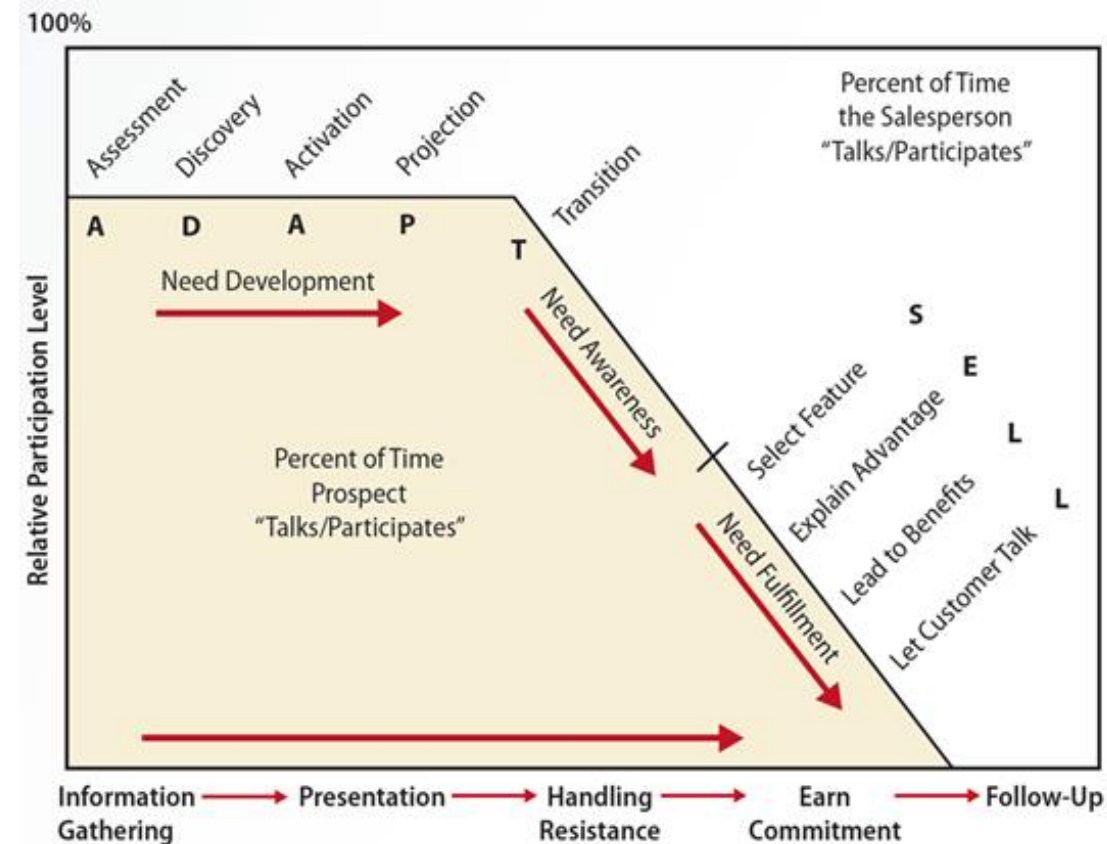 100%
Assessment
Discovery
Activation
Projection
Transition
Percent of Time
the Salesperson
“Talks/Participates”
A
D
A
P
T
Need Development
Need Awareness
Relative Participation Level
Percent of Time
Prospect
“Talks/Participates”
S
E
L
L
Select Feature
Explain Advantage
Lead to Benefits
Let Customer Talk
Need Fulfillment
Information
Gathering
Presentation
Handling
Resistance
Earn
Commitment
Follow-Up